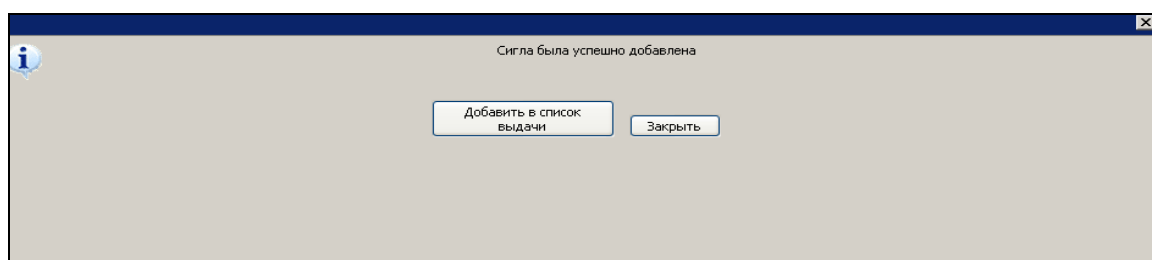 Сигла была успешно добавлена
Добавить в список
выдачи
Закрыть